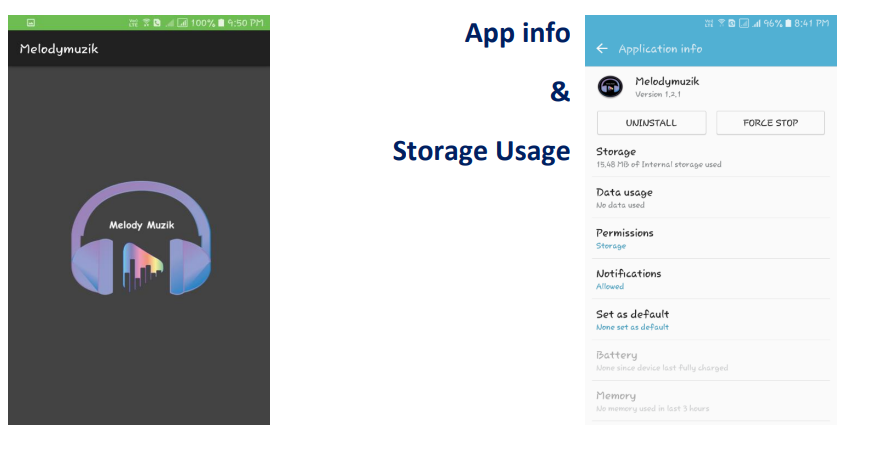 100% 9:50 PM
Melodymuzik
Melody Muzik
App info
&
Storage Usage
96% 8:41 PM
Application info
Melodymuzik
Version 1.2.1
UNINSTALL
FORCE STOP
Storage
15.48 MB of Internal storage used
Data usage
No data used
Permissions
Storage
Notifications
Allowed
Set as default
None set as default
Battery
None since device last fully charged
Memory
No memory used in last 3 hours